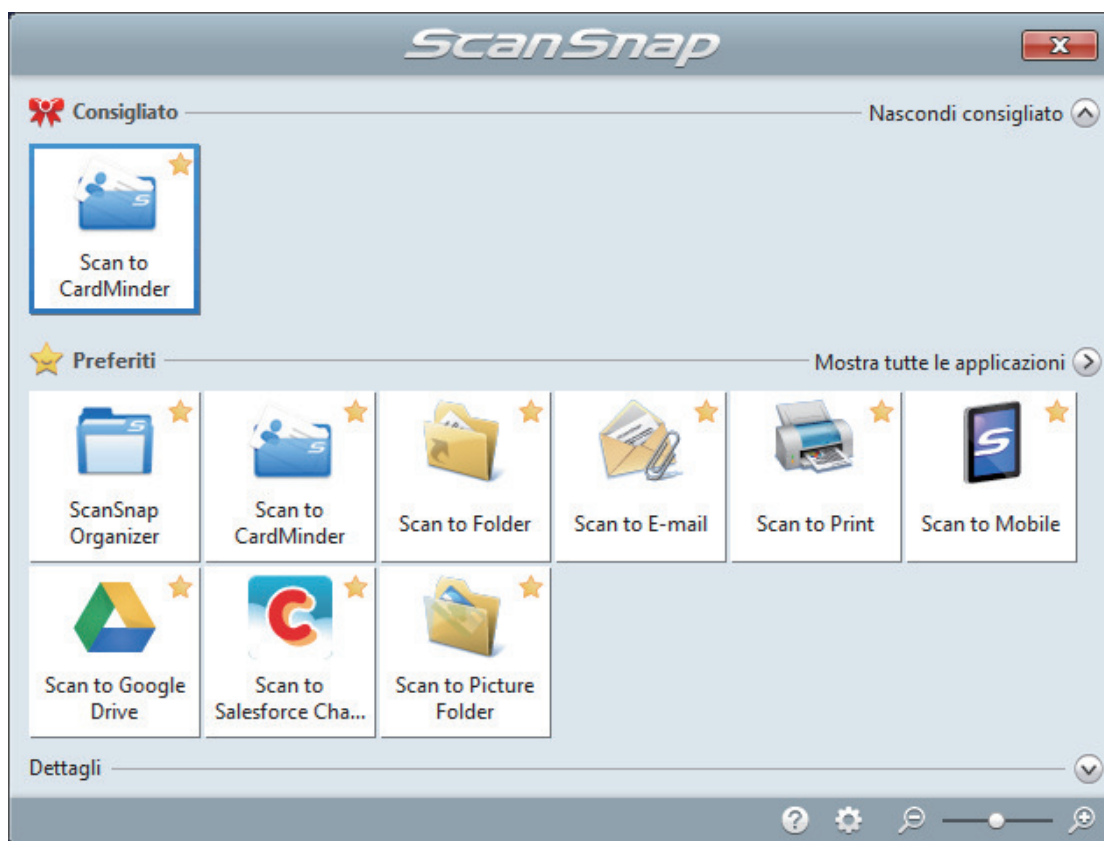 ScanSnap
Consigliato
Nascondi consigliato
Scan to
CardMinder
Preferiti
Mostra tutte le applicazioni
ScanSnap
Organizer
Scan to
CardMinder
Scan to Folder
Scan to E-mail
Scan to Print
Scan to Mobile
Scan to Google
Drive
Scan to
Salesforce Cha...
Scan to Picture
Folder
Dettagli